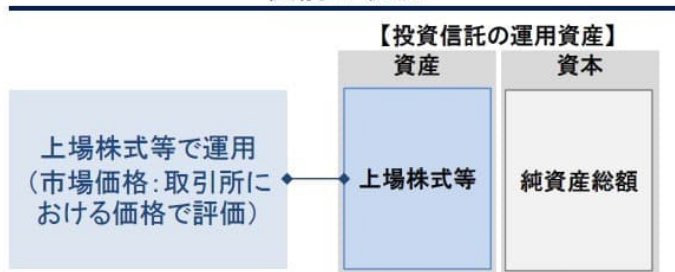 【投資信託の運用資産】
資産 資本
上場株式等で運用
(市場価格:取引所に
おける価格で評価)
上場株式等
純資産総額